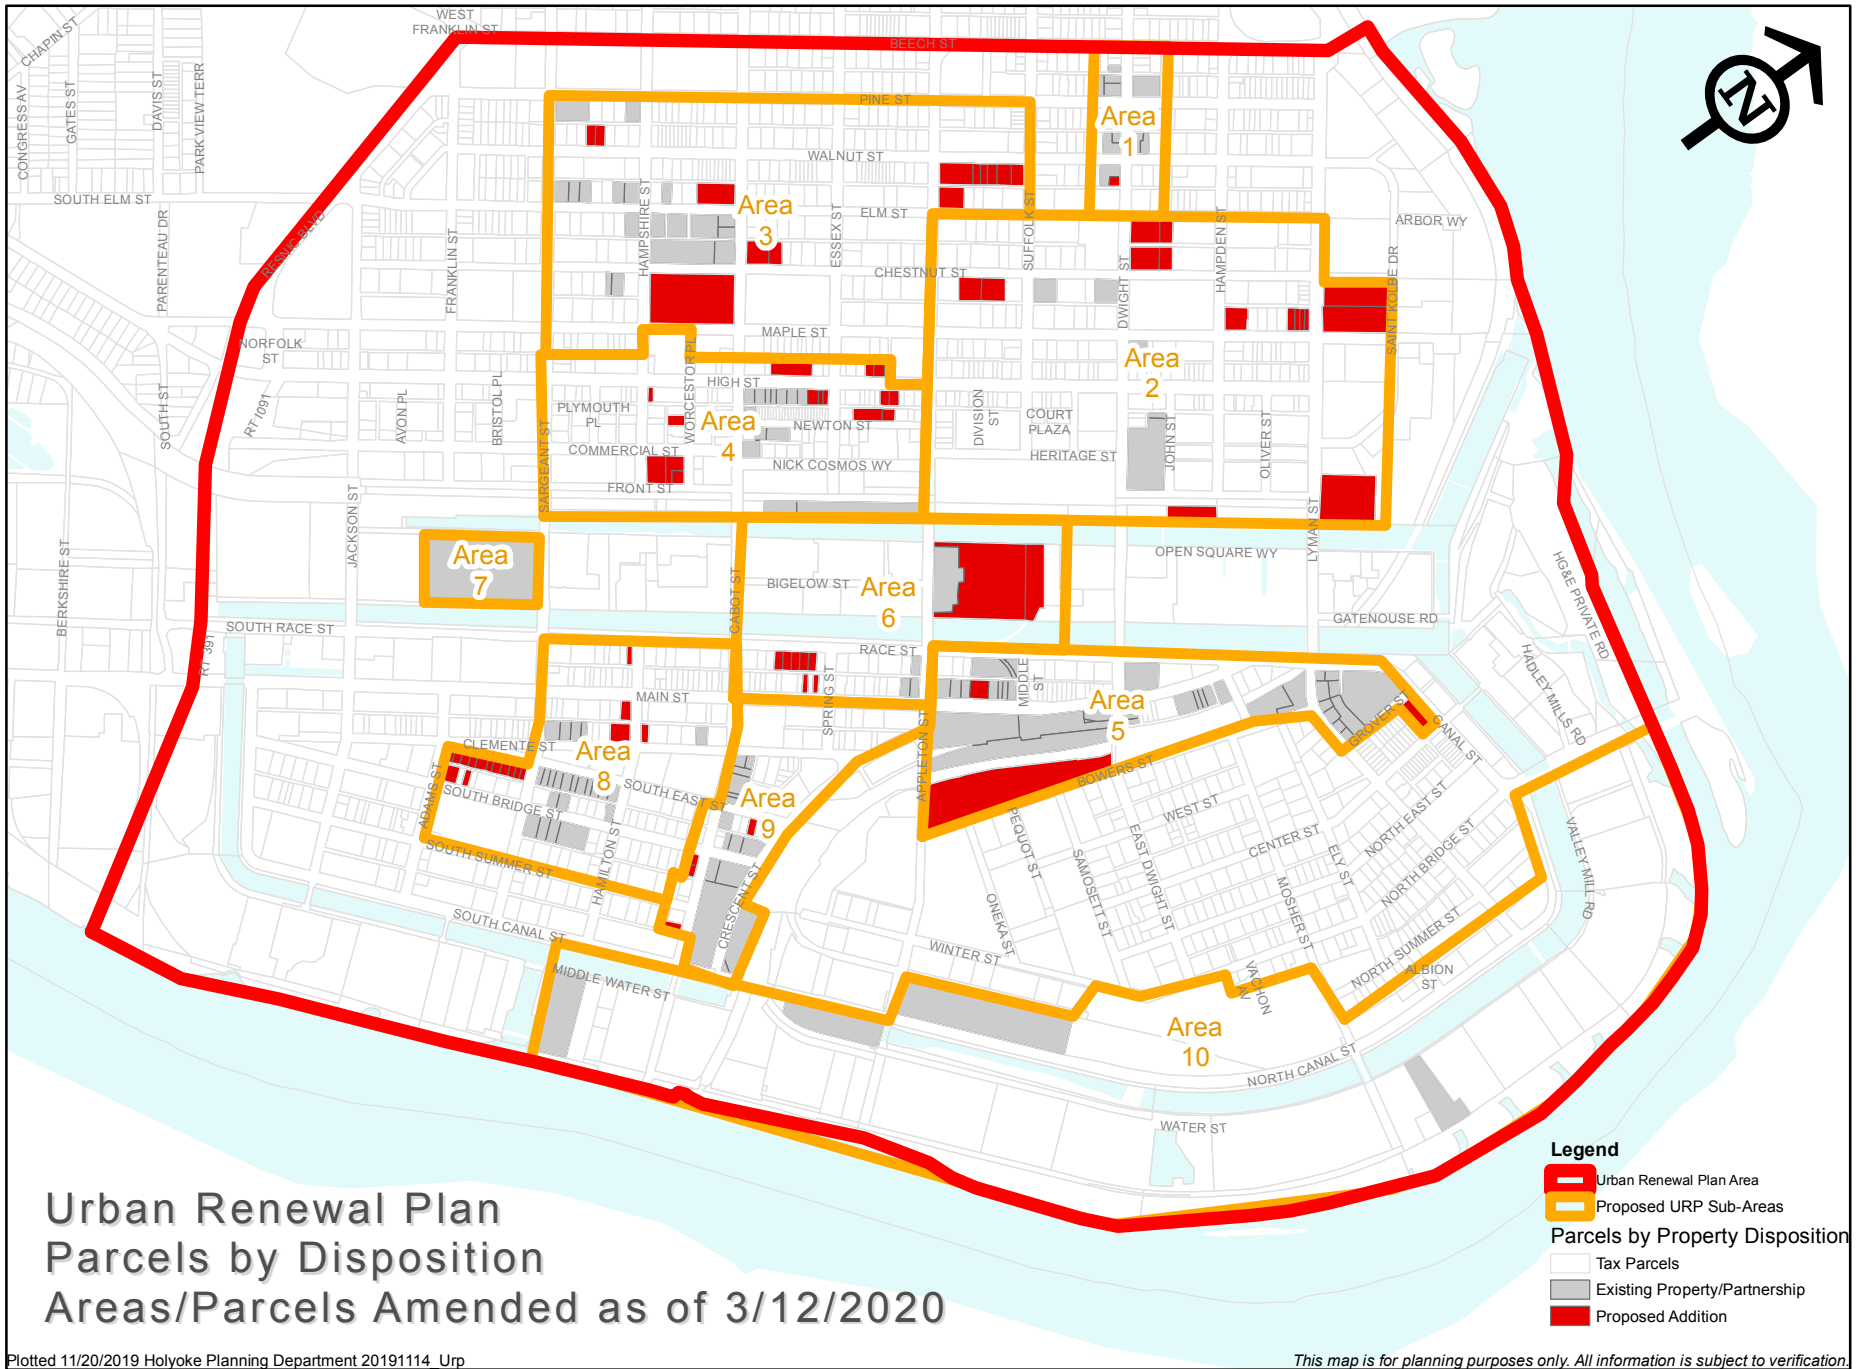 WEST
FRANKLIN ST
CHAPIN ST
BEECH ST
CONGRESS AV
GATES ST
DAVIS ST
PARK VIEW TERR
PINE ST
Area
1
N
WALNUT ST
SOUTH ELM ST
PARENTEAU DR
RESNIC BLVD
FRANKLIN ST
HAMPSHIRE ST
Area
3
ESSEX ST
ELM ST
SUFFOLK ST
HAMPDEN ST
ARBOR WY
CHESTNUT ST
DWIGHT ST
SAINT KOLBE DR
NORFOLK
ST
MAPLE ST
WORCESTOR PL
Area
2
SOUTH ST
RT-1091
AVON PL
BRISTOL PL
HIGH ST
PLYMOUTH
PL
Area
4
NEWTON ST
DIVISION
ST
COURT
PLAZA
JOHN ST
OLIVER ST
SARGEANT ST
COMMERCIAL ST
NICK COSMOS WY
HERITAGE ST
FRONT ST
JACKSON ST
LYMAN ST
BERKSHIRE ST
Area
7
CABOT ST
BIGELOW ST
Area
6
OPEN SQUARE WY
HG&E PRIVATE RD
GATENOUSE RD
SOUTH RACE ST
RT 391
RACE ST
MIDDLE
ST
HADLEY MILLS RD
MAIN ST
SPRING ST
APPLETON ST
Area
5
GROVER ST
CANAL ST
CLEMENTE ST
Area
8
ADAMS ST
SOUTH BRIDGE ST
SOUTH EAST ST
Area
9
BOWERS ST
WEST ST
CENTER ST
NORTH EAST ST
NORTH BRIDGE ST
VALEY MILL RD
SOUTH SUMMER ST
HAMILTON ST
PEQUOT ST
SAMOSETT ST
EAST DWIGHT ST
ELY ST
MOSHER ST
CRESCENT ST
SOUTH CANAL ST
ONEKA ST
WINTER ST
NORTH SUMMER ST
ALBION
ST
MIDDLE WATER ST
VACHON
AV
Area
10
NORTH CANAL ST
WATER ST
Legend
Urban Renewal Plan Area
Proposed URP Sub-Areas
Parcels by Property Disposition
Tax Parcels
Existing Property/Partnership
Proposed Addition
Urban Renewal Plan
Parcels by Disposition
Areas/Parcels Amended as of 3/12/2020
Plotted 11/20/2019 Holyoke Planning Department 20191114_Urp
This map is for planning purposes only. All information is subject to verification.